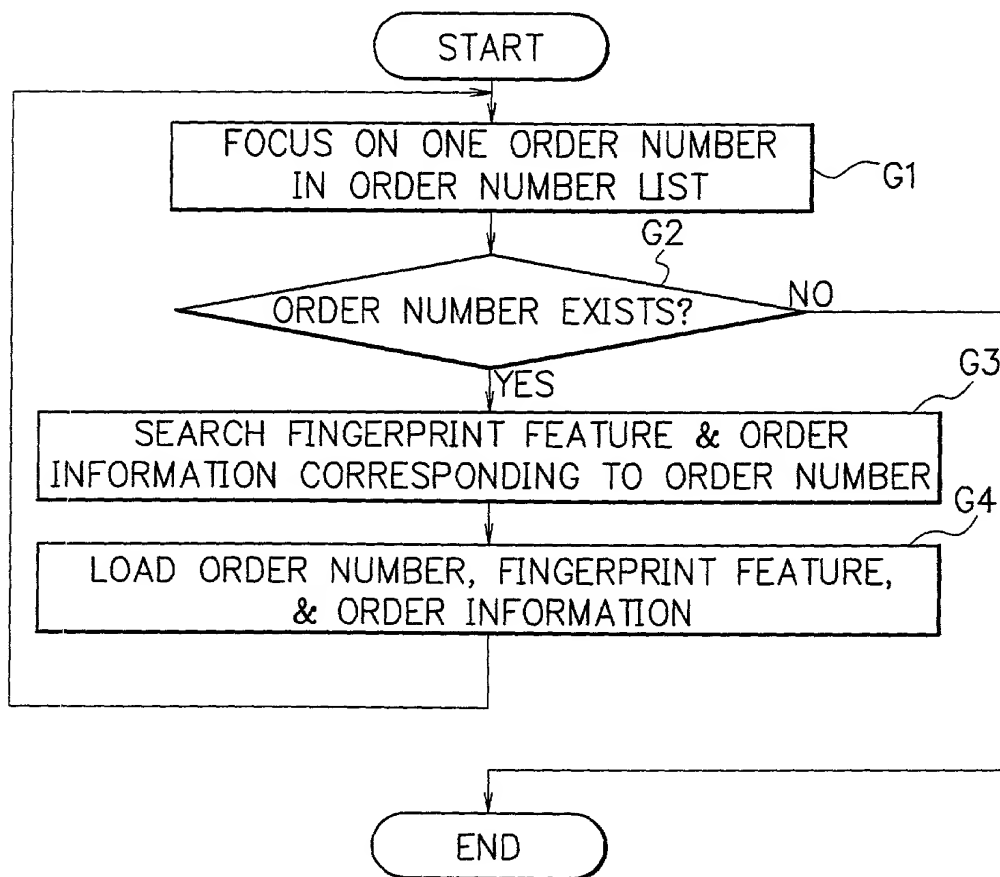 START
FOCUS ON ONE ORDER NUMBER
IN ORDER NUMBER LIST
G1
G2
ORDER NUMBER EXISTS?
NO
YES
G3
SEARCH FINGERPRINT FEATURE & ORDER
INFORMATION CORRESPONDING TO ORDER NUMBER
G4
LOAD ORDER NUMBER, FINGERPRINT FEATURE,
& ORDER INFORMATION
END